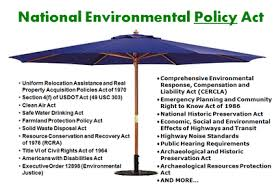 National Environmental Policy Act
• Uniform Relocation Assistance and Real
Property Acquisition Policies Act of 1970
• Section 4(f) of USDOT Act (49 USC 303)
• Clean Air Act
• Safe Water Drinking Act
• Farmland Protection Policy Act
• Solid Waste Disposal Act
• Resource Conservation and Recovery
of 1976 (RCRA)
• Title VI of Civil Rights Act of 1964
• Americans with Disabilities Act
• Executive Order 12898 (Environmental
Justice)
• Comprehensive Environmental
Response, Compensation and
Liability Act (CERCLA)
• Emergency Planning and Community
Right to Know Act of 1986
• National Historic Preservation Act
• Economic, Social and Environmental
Effects of Highways and Transit
• Highway Noise Standards
• Public Hearing Requirements
• Archaeological and Historic
Preservation Act
• Archaeological Resources Protection
Act
• AND MORE...